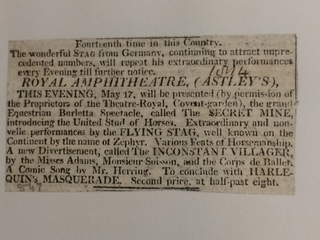 Fourteenth time in this Country.
The wonderful STAG from Germany, continuing to attract unpre-
cedented numbers, will repeat his extraordinary performances
every Evening till further notice.
1814
ROYAL AMPHITHEATRE, (ASTLEY'S),
THIS EVENING, May 17, will be presented (by permission of
the Proprietors of the Theatre-Royal, Covent-garden), the grand
Equestrian Burletta Spectacle, called The SECRET MINE,
introducing the United Stud of Horses. Extraordinary and no-
velle performances by the FLYING STAG, well known on the
Continent by the name of Zephyr. Various Feats of Horsemanship.
A new Divertisement, called The INCONSTANT VILLAGER,
by the Misses Adams, Monsieur Soisson, and the Corps de Ballet.
A Comic Song by Mr. Herring. To conclude with HARLE-
QUIN's MASQUERADE. Second price, at half-past eight.